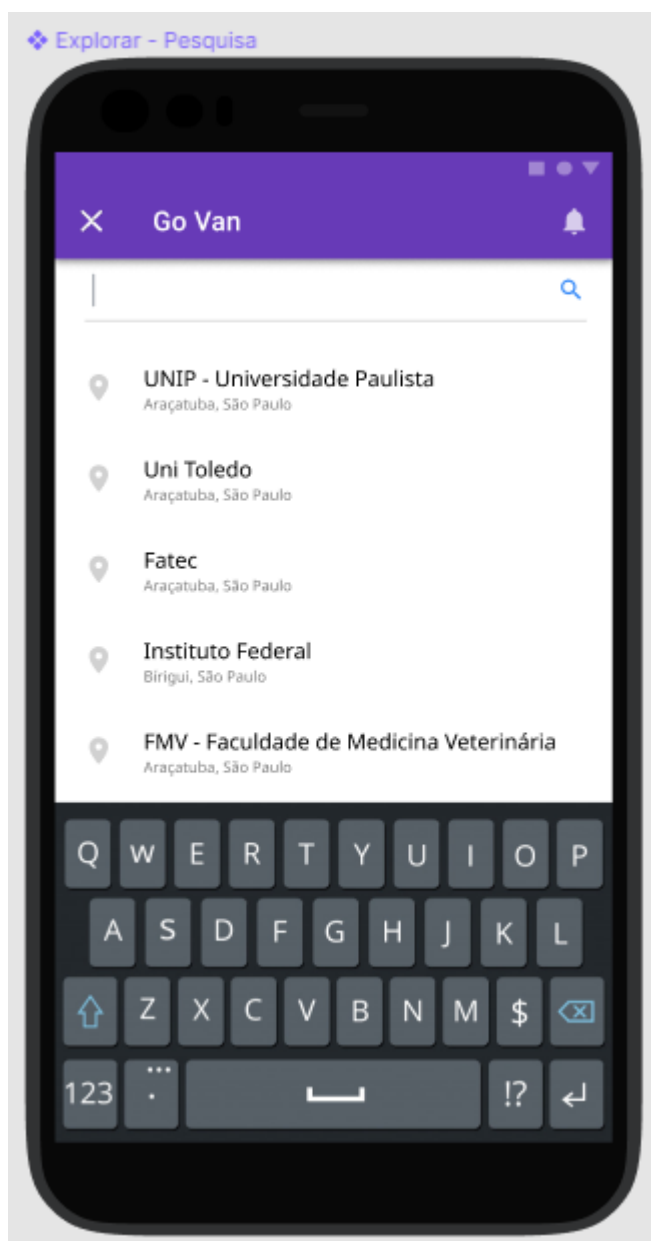 Explorar - Pesquisa
Go Van
UNIP - Universidade Paulista
Araçatuba, São Paulo
Uni Toledo
Araçatuba, São Paulo
Fatec
Araçatuba, São Paulo
Instituto Federal
Birigui, São Paulo
FMV - Faculdade de Medicina Veterinária
Araçatuba, São Paulo
Q W E R T Y U I O P
A S D F G H J K L
Z X C V B N M $
123 . !?